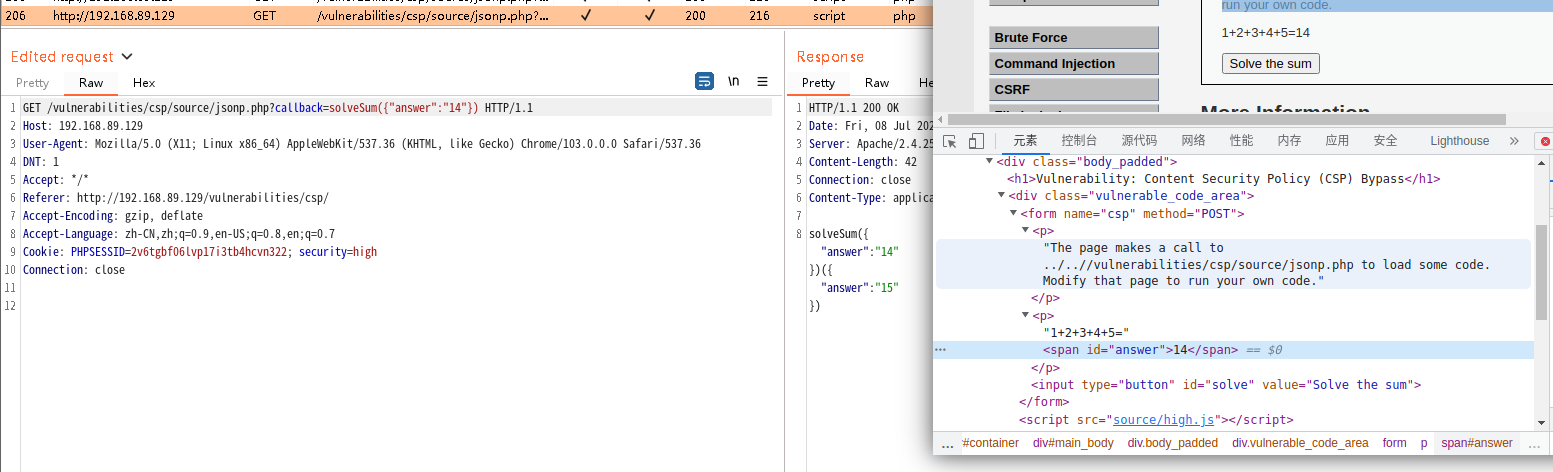 206 http://192.168.89.129 GET /vulnerabilities/csp/source/jsonp.php?... ✓ ✓ 200 216 script php
Edited request
Pretty Raw Hex \n
1 GET /vulnerabilities/csp/source/jsonp.php?callback=solveSum({"answer":"14"}) HTTP/1.1
2 Host: 192.168.89.129
3 User-Agent: Mozilla/5.0 (X11; Linux x86_64) AppleWebKit/537.36 (KHTML, like Gecko) Chrome/103.0.0.0 Safari/537.36
4 DNT: 1
5 Accept: */*
6 Referer: http://192.168.89.129/vulnerabilities/csp/
7 Accept-Encoding: gzip, deflate
8 Accept-Language: zh-CN,zh;q=0.9,en-US;q=0.8,en;q=0.7
9 Cookie: PHPSESSID=2v6tgbf06lvp17i3tb4hcvn322; security=high
10 Connection: close
11
12
Response
Pretty Raw He
1 HTTP/1.1 200 OK
2 Date: Fri, 08 Jul 202
3 Server: Apache/2.4.25
4 Content-Length: 42
5 Connection: close
6 Content-Type: applica
7
8 solveSum({
"answer":"14"
})({
"answer":"15"
})
run your own code.
1+2+3+4+5=14
Solve the sum
Brute Force
Command Injection
CSRF
More Information
元素 控制台 源代码 网络 性能 内存 应用 安全 Lighthouse »
<div class="body_padded">
<h1>Vulnerability: Content Security Policy (CSP) Bypass</h1>
<div class="vulnerable_code_area">
<form name="csp" method="POST">
<p>
"The page makes a call to
../..//vulnerabilities/csp/source/jsonp.php to load some code.
Modify that page to run your own code."
</p>
<p>
"1+2+3+4+5="
... <span id="answer">14</span> == $0
</p>
<input type="button" id="solve" value="Solve the sum">
</form>
<script src="source/high.js"></script>
... #container div#main_body div.body_padded div.vulnerable_code_area form p span#answer ...